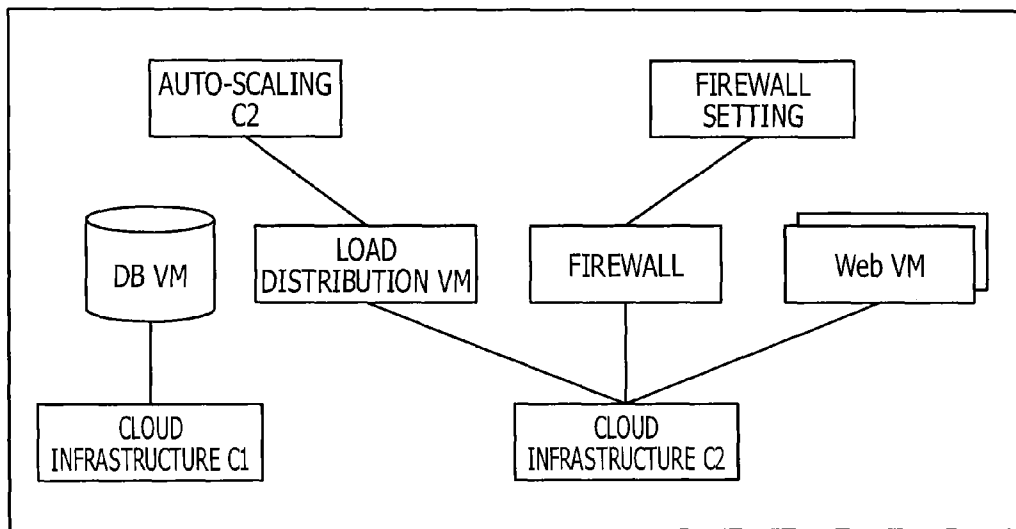 AUTO-SCALING
C2
FIREWALL
SETTING
DB VM
LOAD
DISTRIBUTION VM
FIREWALL
Web VM
CLOUD
INFRASTRUCTURE C1
CLOUD
INFRASTRUCTURE C2